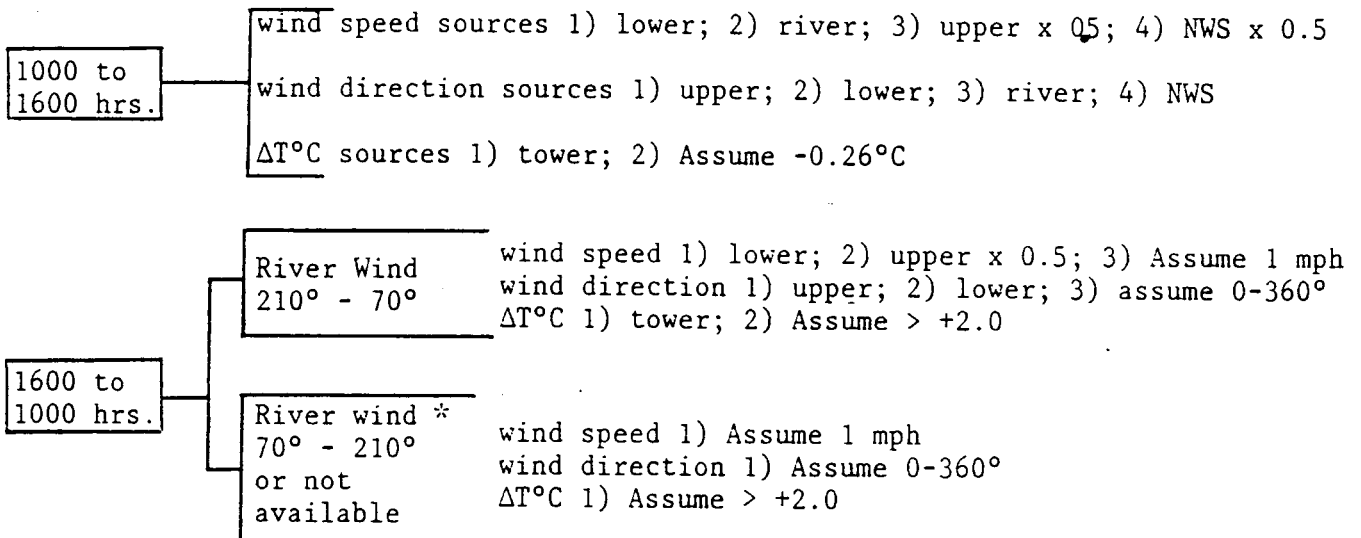 1000 to
1600 hrs.
wind speed sources 1) lower; 2) river; 3) upper x 0.5; 4) NWS x 0.5
wind direction sources 1) upper; 2) lower; 3) river; 4) NWS
ΔT°C sources 1) tower; 2) Assume -0.26°C
1600 to
1000 hrs.
River Wind
210° - 70°
wind speed 1) lower; 2) upper x 0.5; 3) Assume 1 mph
wind direction 1) upper; 2) lower; 3) assume 0-360°
ΔT°C 1) tower; 2) Assume > +2.0
River wind *
70° - 210°
or not
available
wind speed 1) Assume 1 mph
wind direction 1) Assume 0-360°
ΔT°C 1) Assume > +2.0